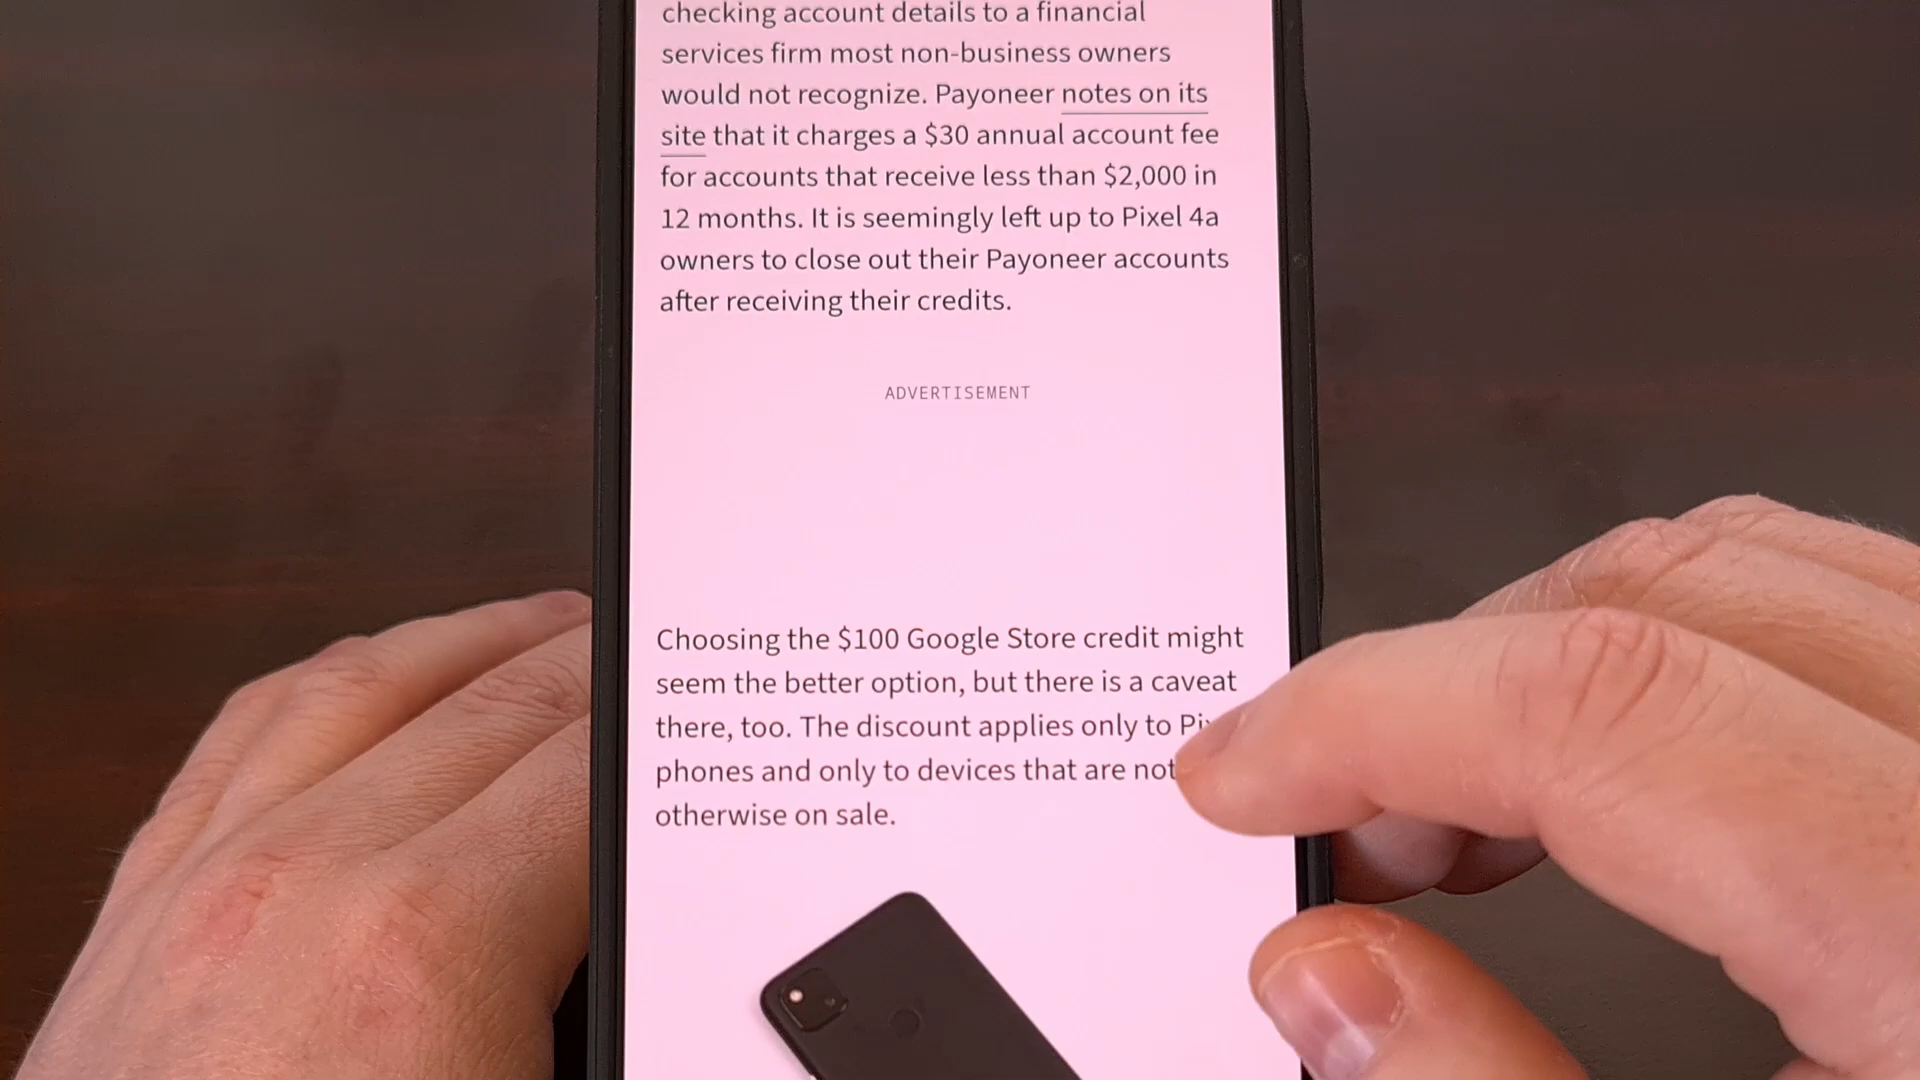 checking account details to a financial
services firm most non-business owners
would not recognize. Payoneer notes on its
site that it charges a $30 annual account fee
for accounts that receive less than $2,000 in
12 months. It is seemingly left up to Pixel 4a
owners to close out their Payoneer accounts
after receiving their credits.
ADVERTISEMENT
Choosing the $100 Google Store credit might
seem the better option, but there is a caveat
there, too. The discount applies only to
phones and only to devices that are not
otherwise on sale.